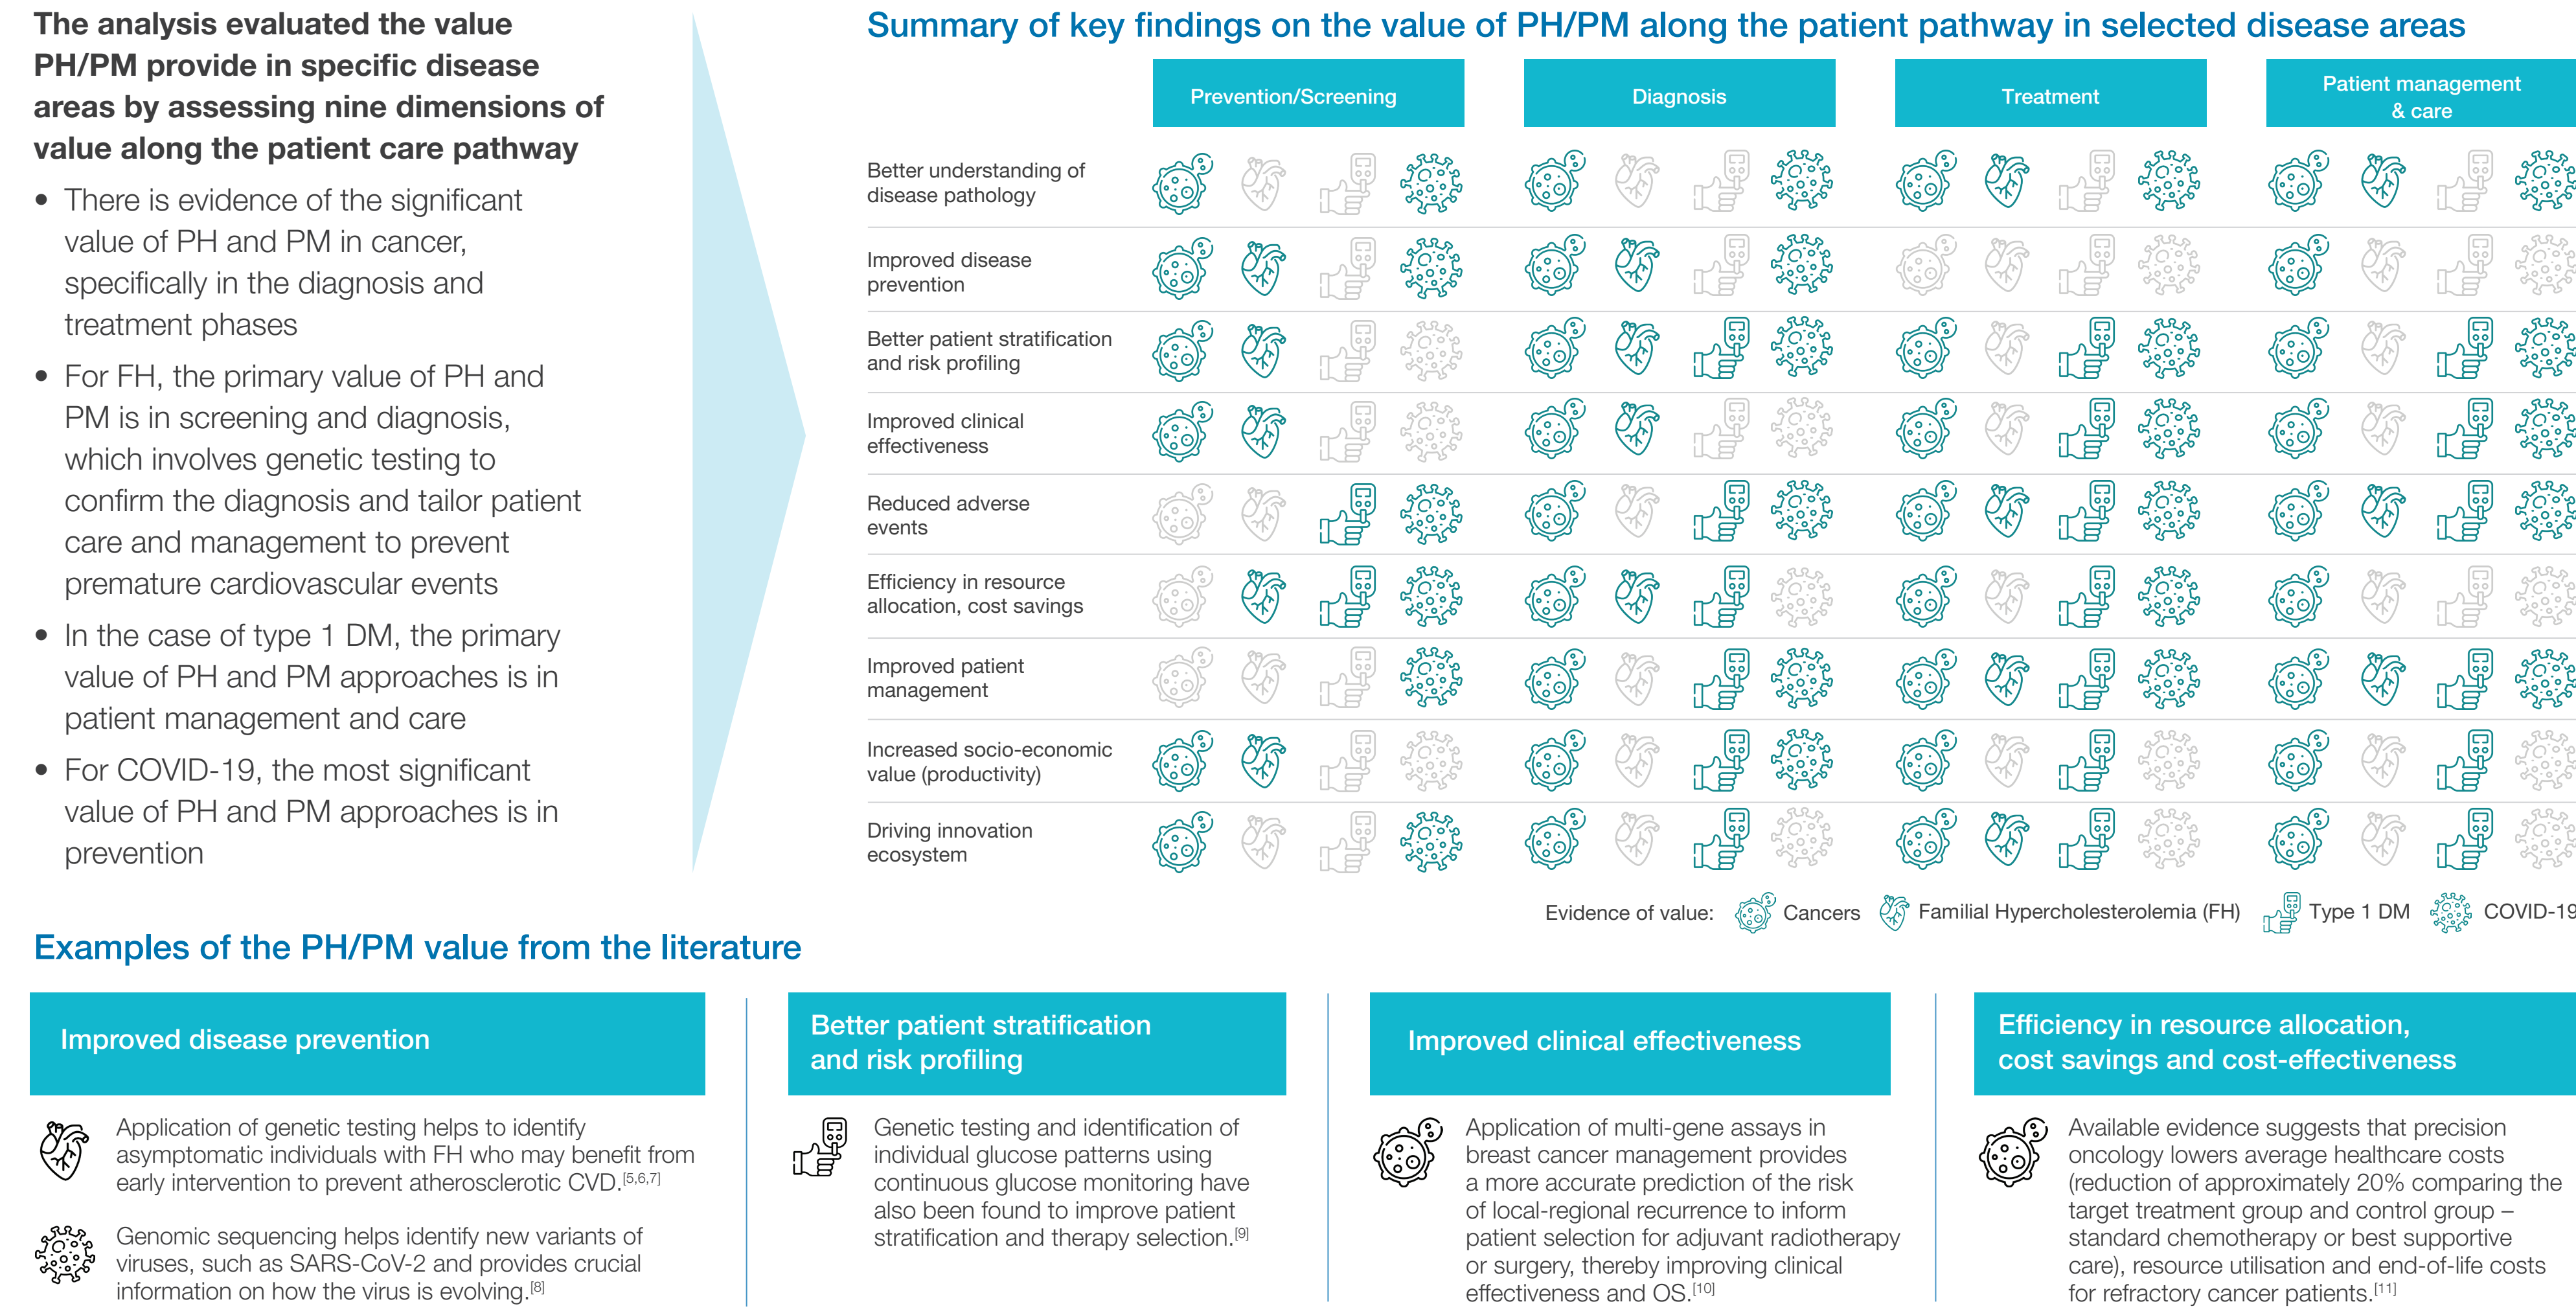 The analysis evaluated the value
PH/PM provide in specific disease
areas by assessing nine dimensions of
value along the patient care pathway
• There is evidence of the significant
value of PH and PM in cancer,
specifically in the diagnosis and
treatment phases
• For FH, the primary value of PH and
PM is in screening and diagnosis,
which involves genetic testing to
confirm the diagnosis and tailor patient
care and management to prevent
premature cardiovascular events
• In the case of type 1 DM, the primary
value of PH and PM approaches is in
patient management and care
• For COVID-19, the most significant
value of PH and PM approaches is in
prevention
Summary of key findings on the value of PH/PM along the patient pathway in selected disease areas
Prevention/Screening
Diagnosis
Treatment
Patient management
& care
Better understanding of
disease pathology
Improved disease
prevention
Better patient stratification
and risk profiling
Improved clinical
effectiveness
Reduced adverse
events
Efficiency in resource
allocation, cost savings
Improved patient
management
Increased socio-economic
value (productivity)
Driving innovation
ecosystem
Evidence of value: Cancers Familial Hypercholesterolemia (FH) Type 1 DM COVID-19
Examples of the PH/PM value from the literature
Improved disease prevention
Application of genetic testing helps to identify
asymptomatic individuals with FH who may benefit from
early intervention to prevent atherosclerotic CVD.[5,6,7]
Genomic sequencing helps identify new variants of
viruses, such as SARS-CoV-2 and provides crucial
information on how the virus is evolving.[8]
Better patient stratification
and risk profiling
Genetic testing and identification of
individual glucose patterns using
continuous glucose monitoring have
also been found to improve patient
stratification and therapy selection.[9]
Improved clinical effectiveness
Application of multi-gene assays in
breast cancer management provides
a more accurate prediction of the risk
of local-regional recurrence to inform
patient selection for adjuvant radiotherapy
or surgery, thereby improving clinical
effectiveness and OS.[10]
Efficiency in resource allocation,
cost savings and cost-effectiveness
Available evidence suggests that precision
oncology lowers average healthcare costs
(reduction of approximately 20% comparing the
target treatment group and control group –
standard chemotherapy or best supportive
care), resource utilisation and end-of-life costs
for refractory cancer patients.[11]